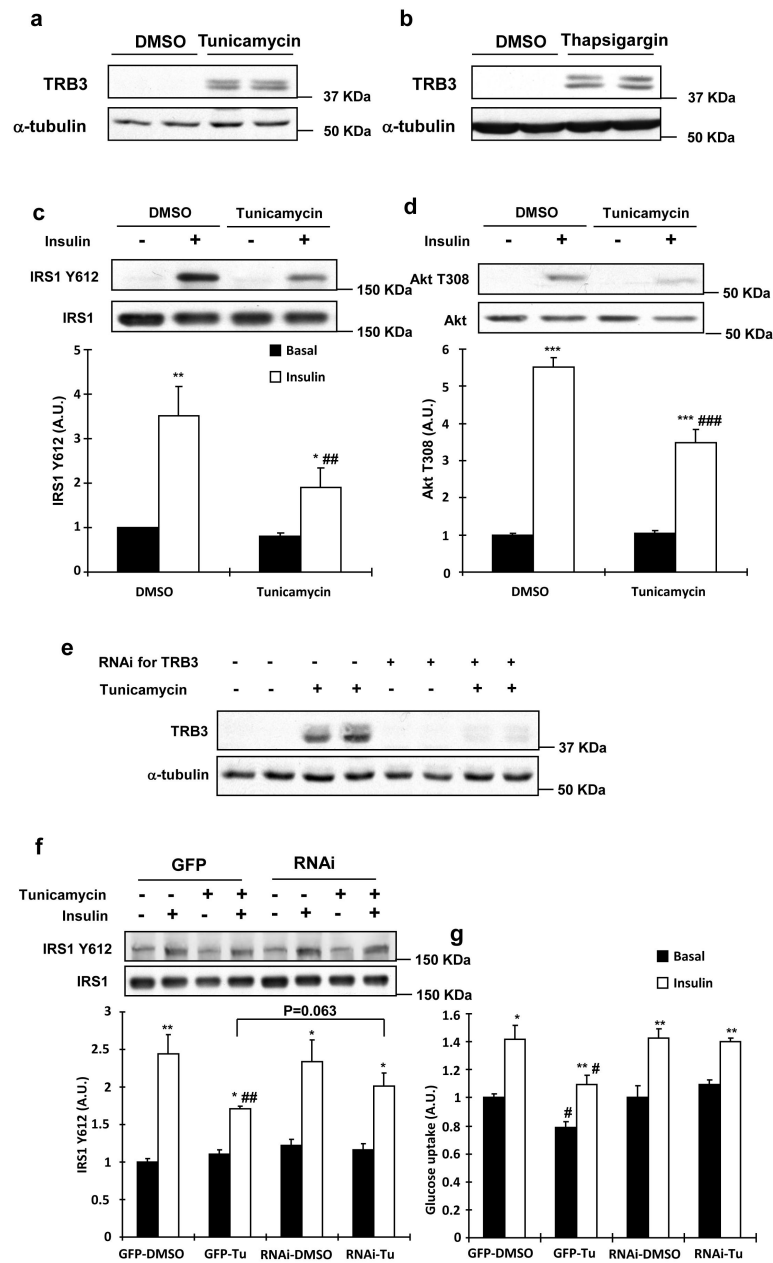 a
DMSO Tunicamycin
TRB3
37 KDa
α-tubulin
50 KDa
b
DMSO Thapsigargin
TRB3
37 KDa
α-tubulin
50 KDa
c
DMSO Tunicamycin
Insulin - + - +
IRS1 Y612
150 KDa
IRS1
150 KDa
5
4
3
2
1
0
IRS1 Y612 (A.U.)
Basal
Insulin
**
* ##
DMSO Tunicamycin
d
DMSO Tunicamycin
Insulin - + - +
Akt T308
50 KDa
Akt
50 KDa
6
5
4
3
2
1
0
Akt T308 (A.U.)
***
*** ###
DMSO Tunicamycin
e
RNAi for TRB3 - - - - + + + +
Tunicamycin - - + + - - + +
TRB3
37 KDa
α-tubulin
50 KDa
f
GFP RNAi
Tunicamycin - - + + - - + +
Insulin - + - + - + - +
IRS1 Y612
150 KDa
IRS1
150 KDa
P=0.063
3
2.5
2
1.5
1
0.5
0
IRS1 Y612 (A.U.)
**
* ##
*
*
GFP-DMSO GFP-Tu RNAi-DMSO RNAi-Tu
g
Basal
Insulin
1.6
1.4
1.2
1
0.8
0.6
0.4
0.2
0
Glucose uptake (A.U.)
*
#
** #
**
**
GFP-DMSO GFP-Tu RNAi-DMSO RNAi-Tu